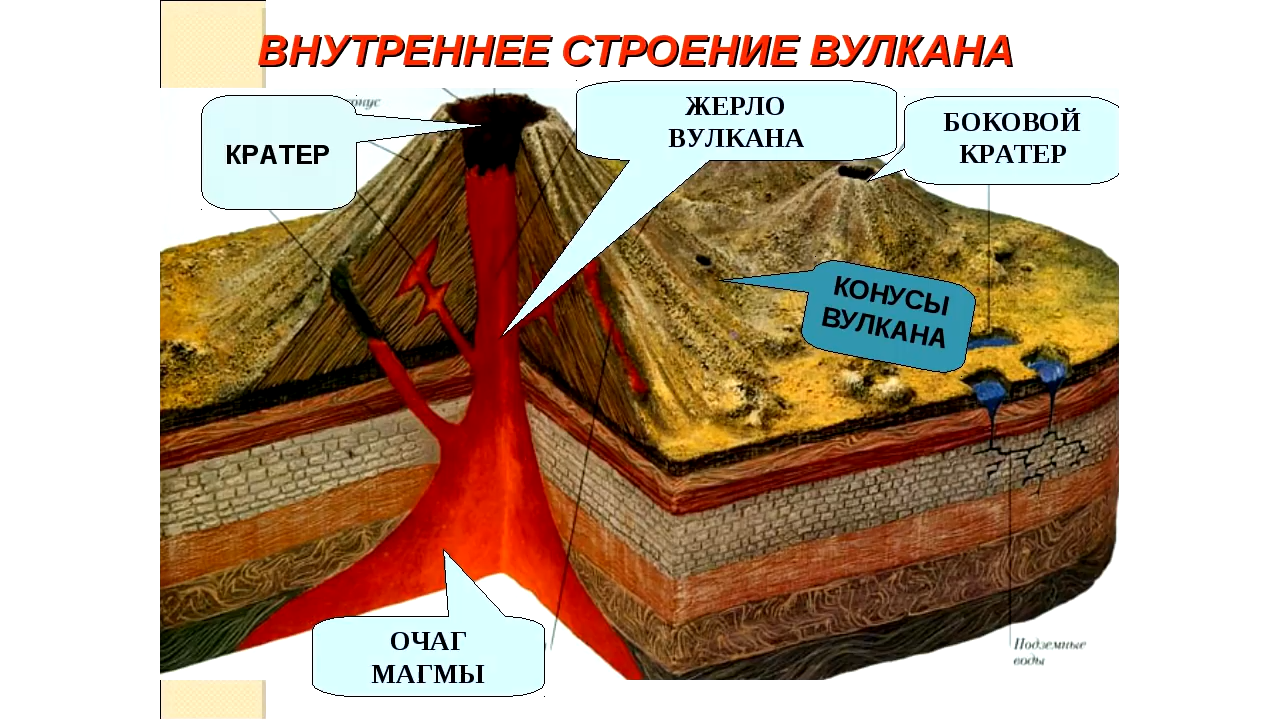 ВНУТРЕННЕЕ СТРОЕНИЕ ВУЛКАНА
КРАТЕР
ЖЕРЛО
ВУЛКАНА
БОКОВОЙ
КРАТЕР
КОНУСЫ
ВУЛКАНА
ОЧАГ
МАГМЫ
Подземные
воды